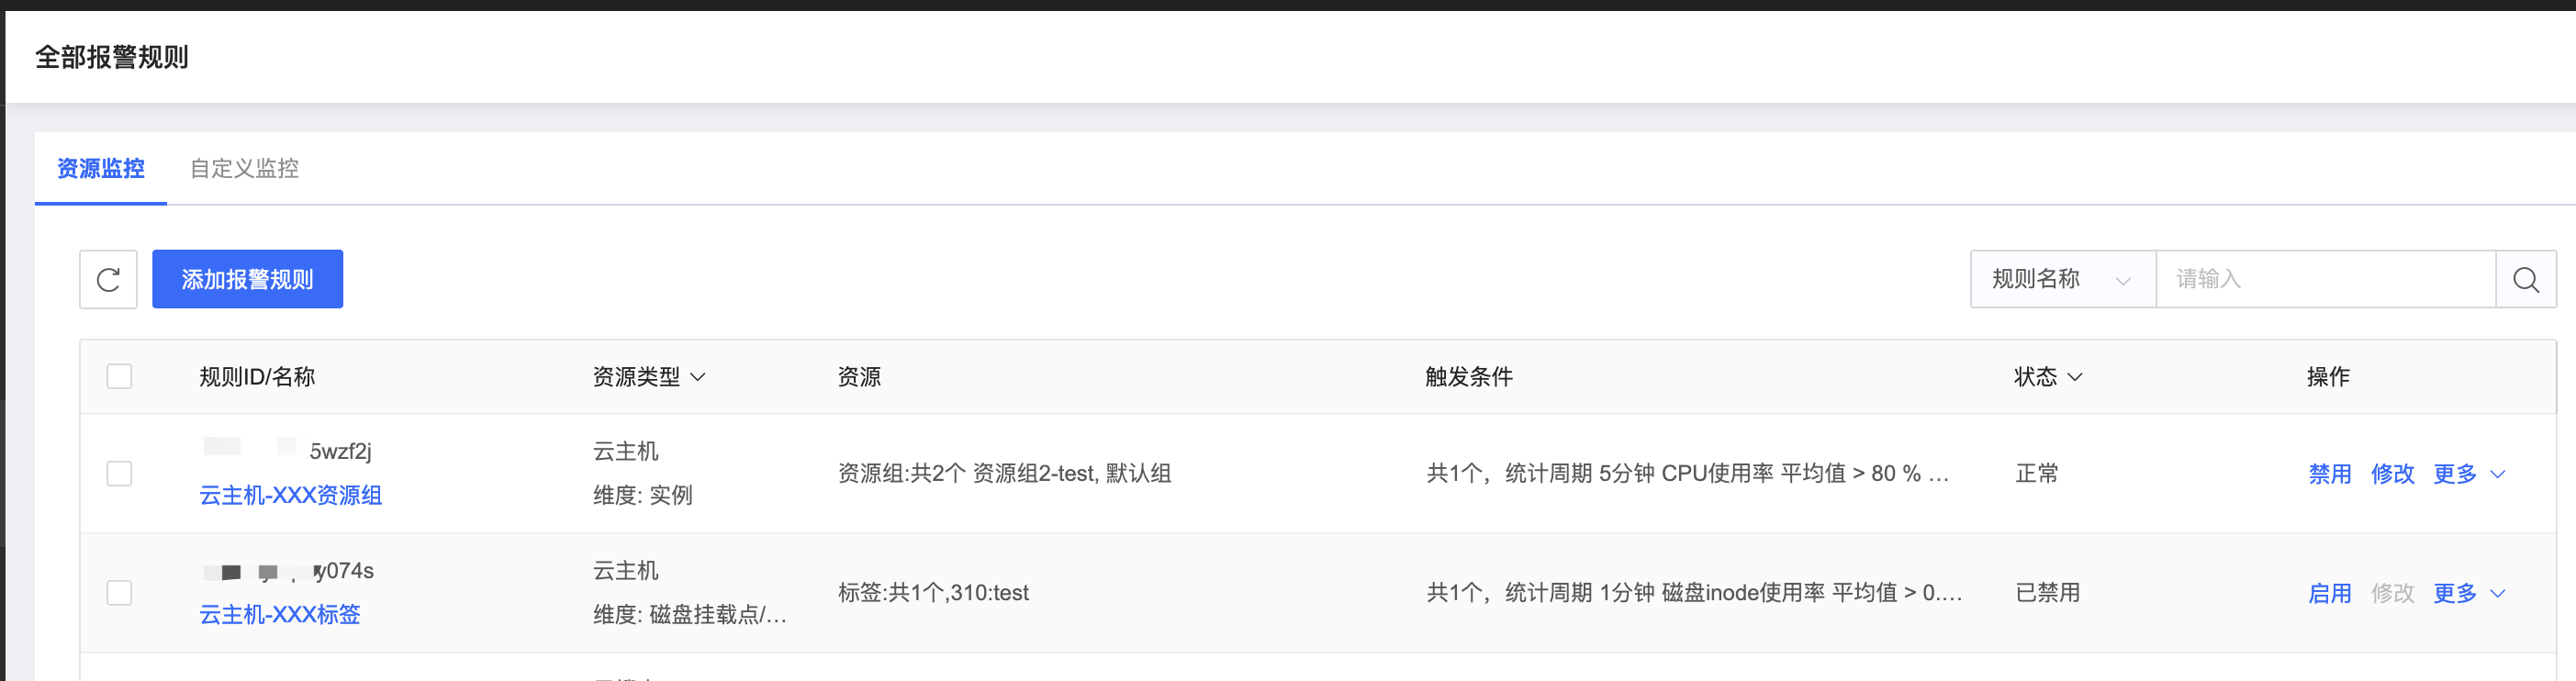 全部报警规则
资源监控 自定义监控
添加报警规则 规则名称 请输入
规则ID/名称 资源类型 资源 触发条件 状态 操作
5wzf2j
云主机-XXX资源组
云主机
维度: 实例
资源组:共2个 资源组2-test, 默认组
共1个，统计周期 5分钟 CPU使用率 平均值 > 80 % ...
正常
禁用 修改 更多
y074s
云主机-XXX标签
云主机
维度: 磁盘挂载点/...
标签:共1个,310:test
共1个，统计周期 1分钟 磁盘inode使用率 平均值 > 0....
已禁用
启用 修改 更多